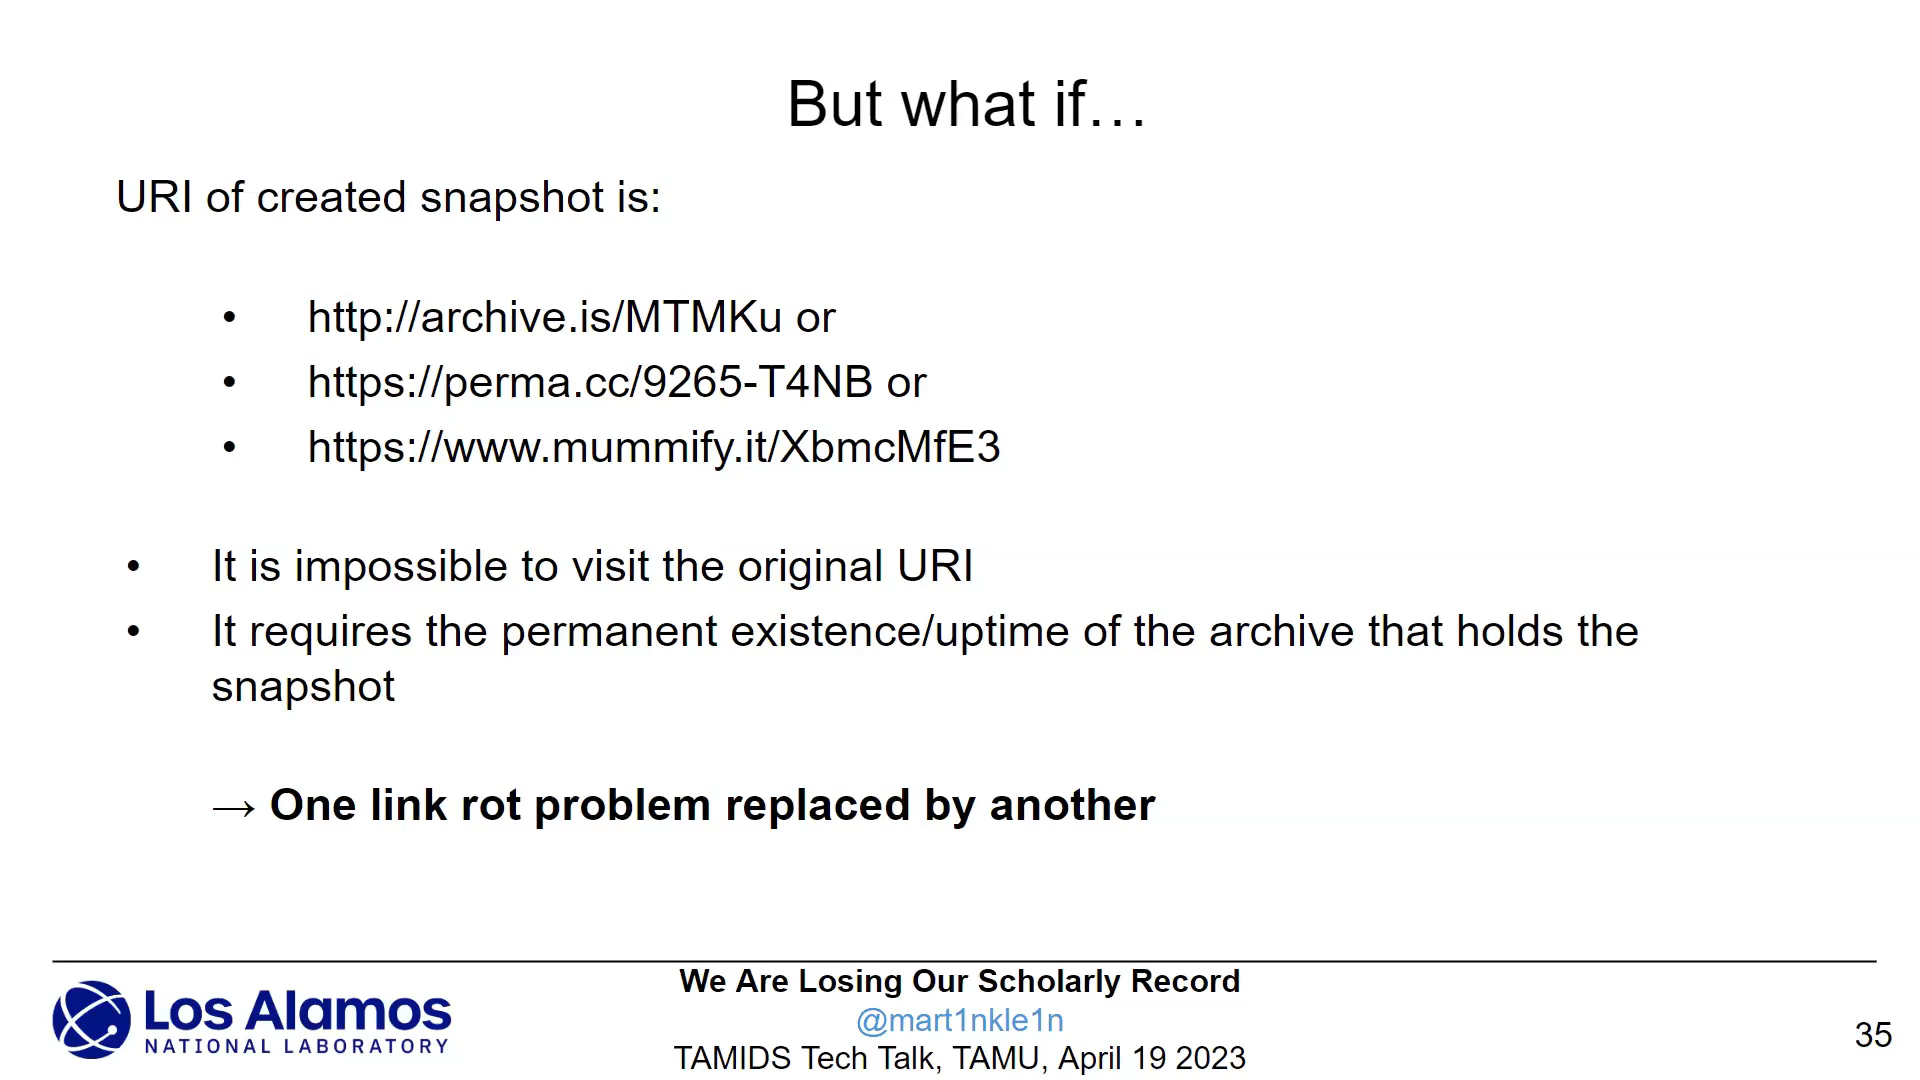 But what if…
URI of created snapshot is:
• http://archive.is/MTMKu or
• https://perma.cc/9265-T4NB or
• https://www.mummify.it/XbmcMfE3
• It is impossible to visit the original URI
• It requires the permanent existence/uptime of the archive that holds the
snapshot
→ One link rot problem replaced by another
We Are Losing Our Scholarly Record
@mart1nkle1n
TAMIDS Tech Talk, TAMU, April 19 2023
Los Alamos
NATIONAL LABORATORY
35